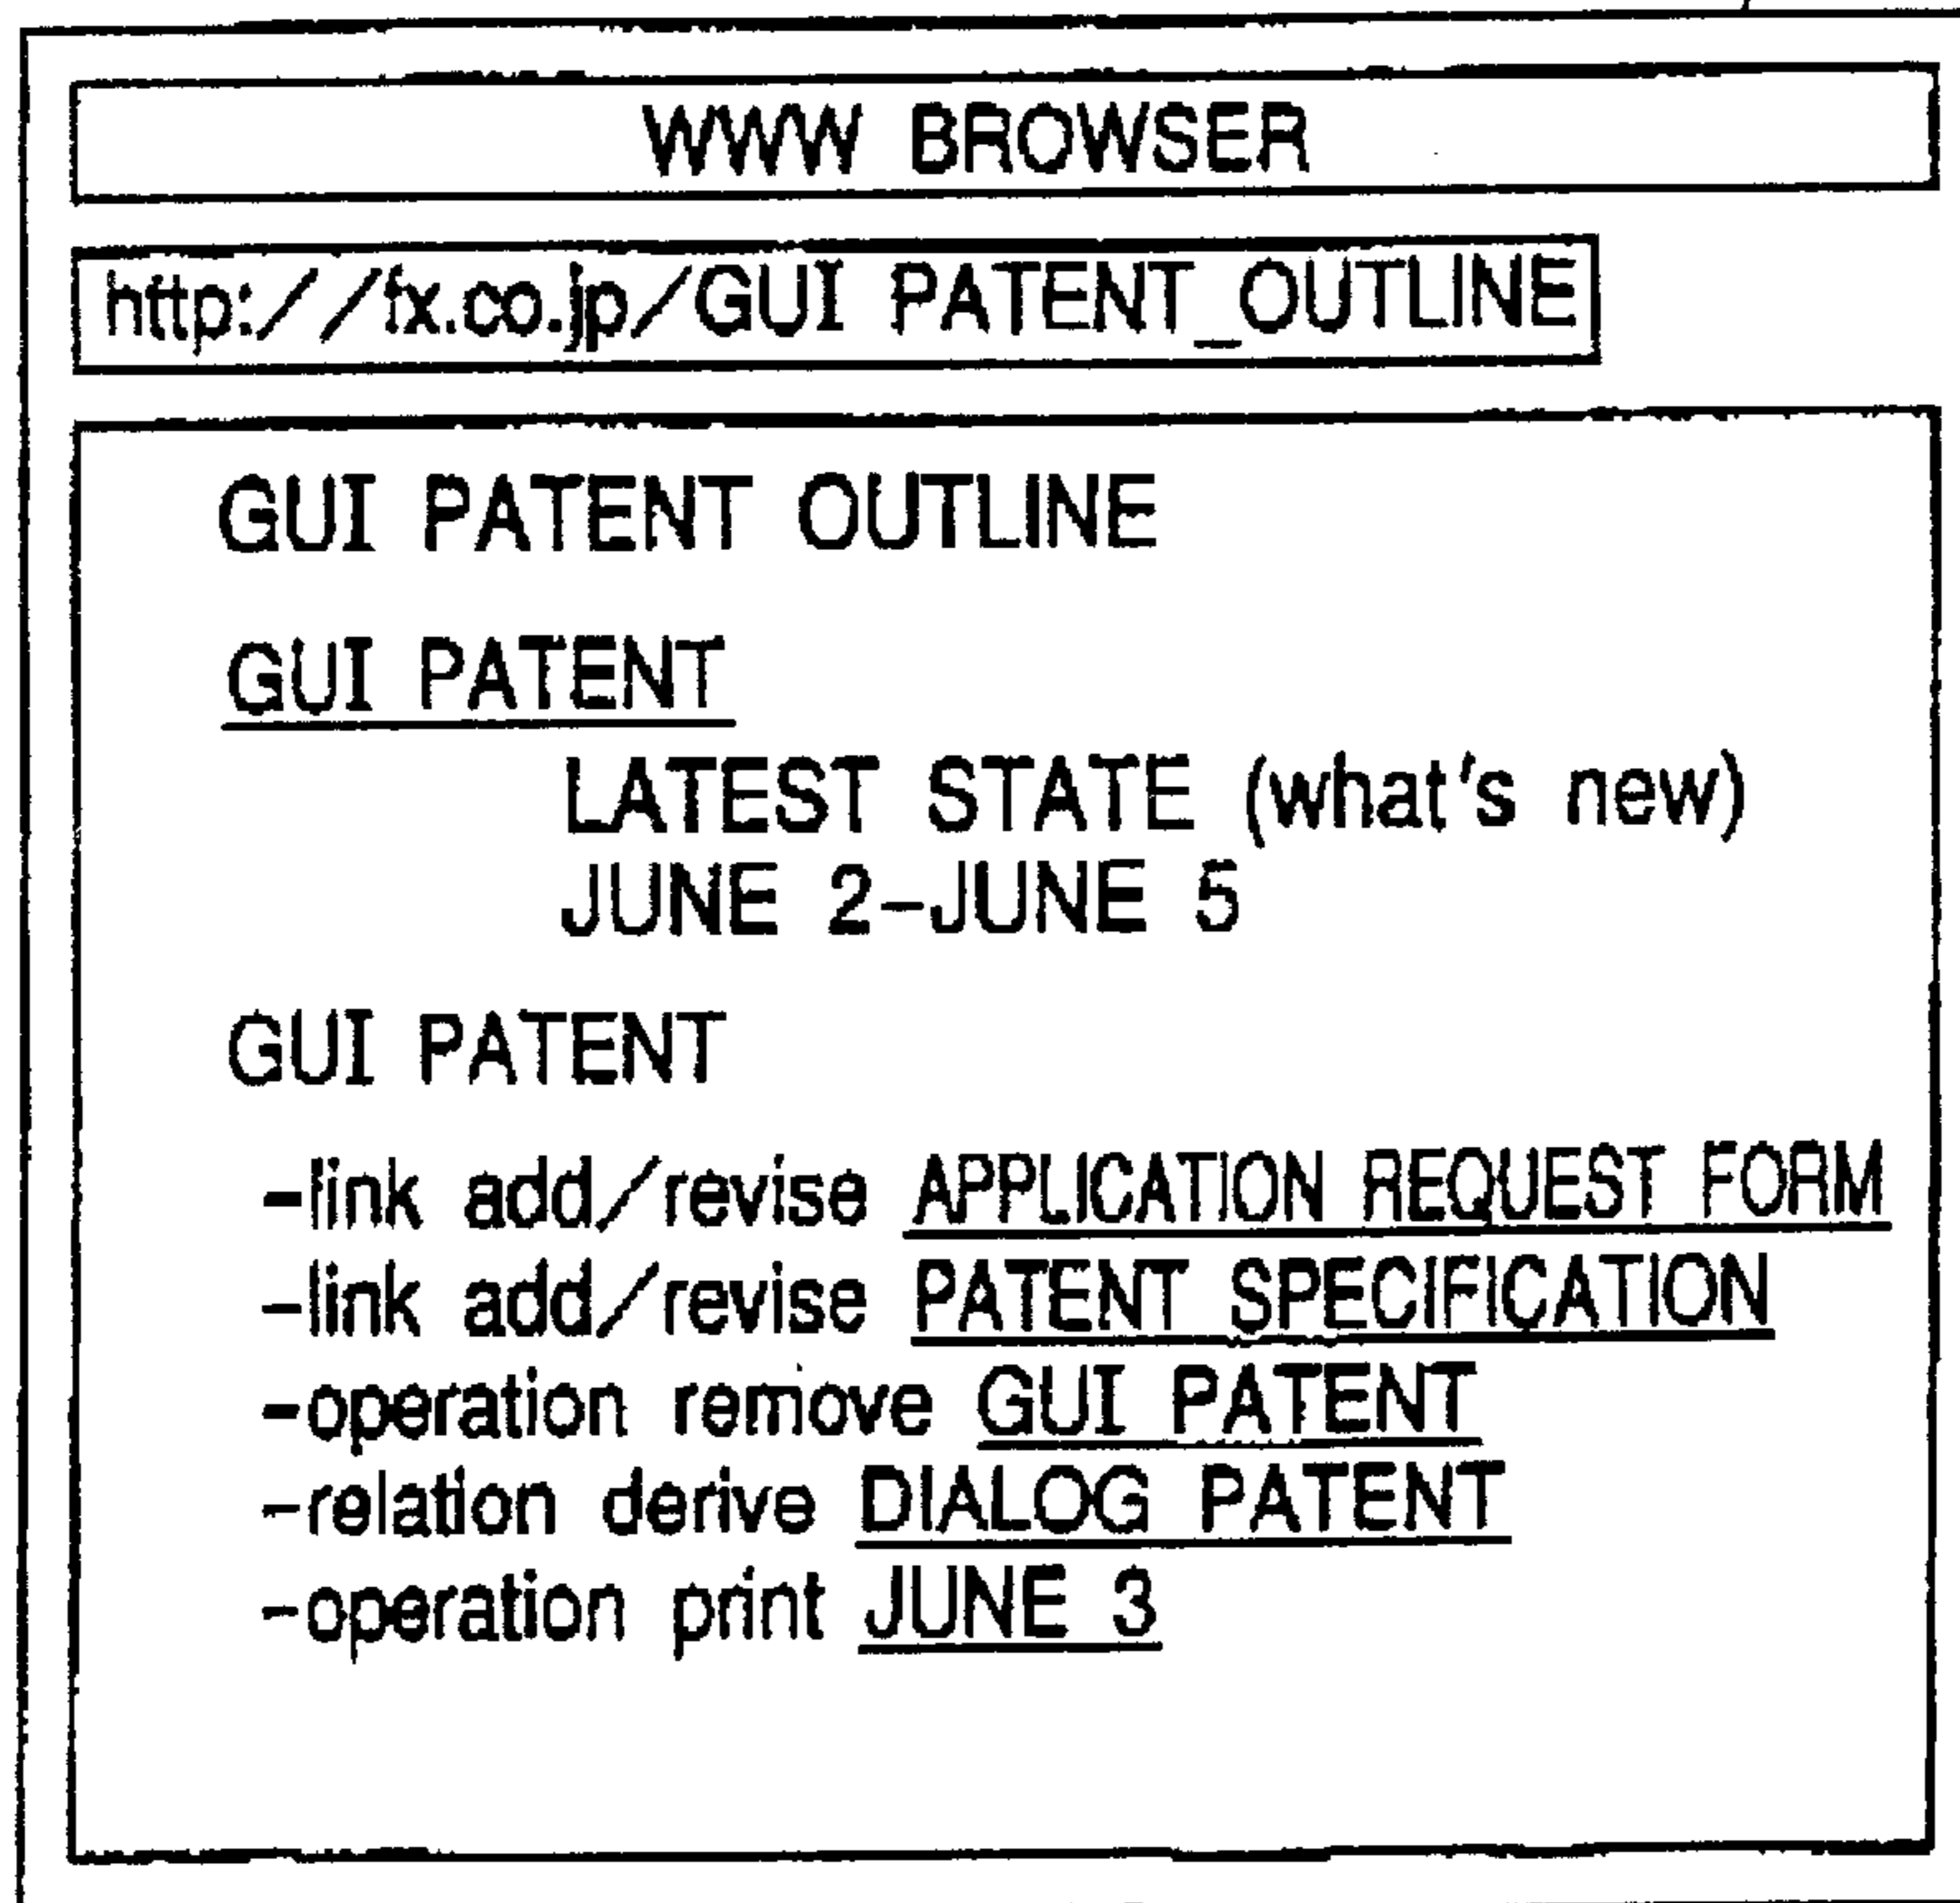 WWW BROWSER
http://fx.co.jp/GUI PATENT_OUTLINE
GUI PATENT OUTLINE
GUI PATENT
LATEST STATE (what's new)
JUNE 2–JUNE 5
GUI PATENT
-link add/revise APPLICATION REQUEST FORM
-link add/revise PATENT SPECIFICATION
-operation remove GUI PATENT
-relation derive DIALOG PATENT
-operation print JUNE 3